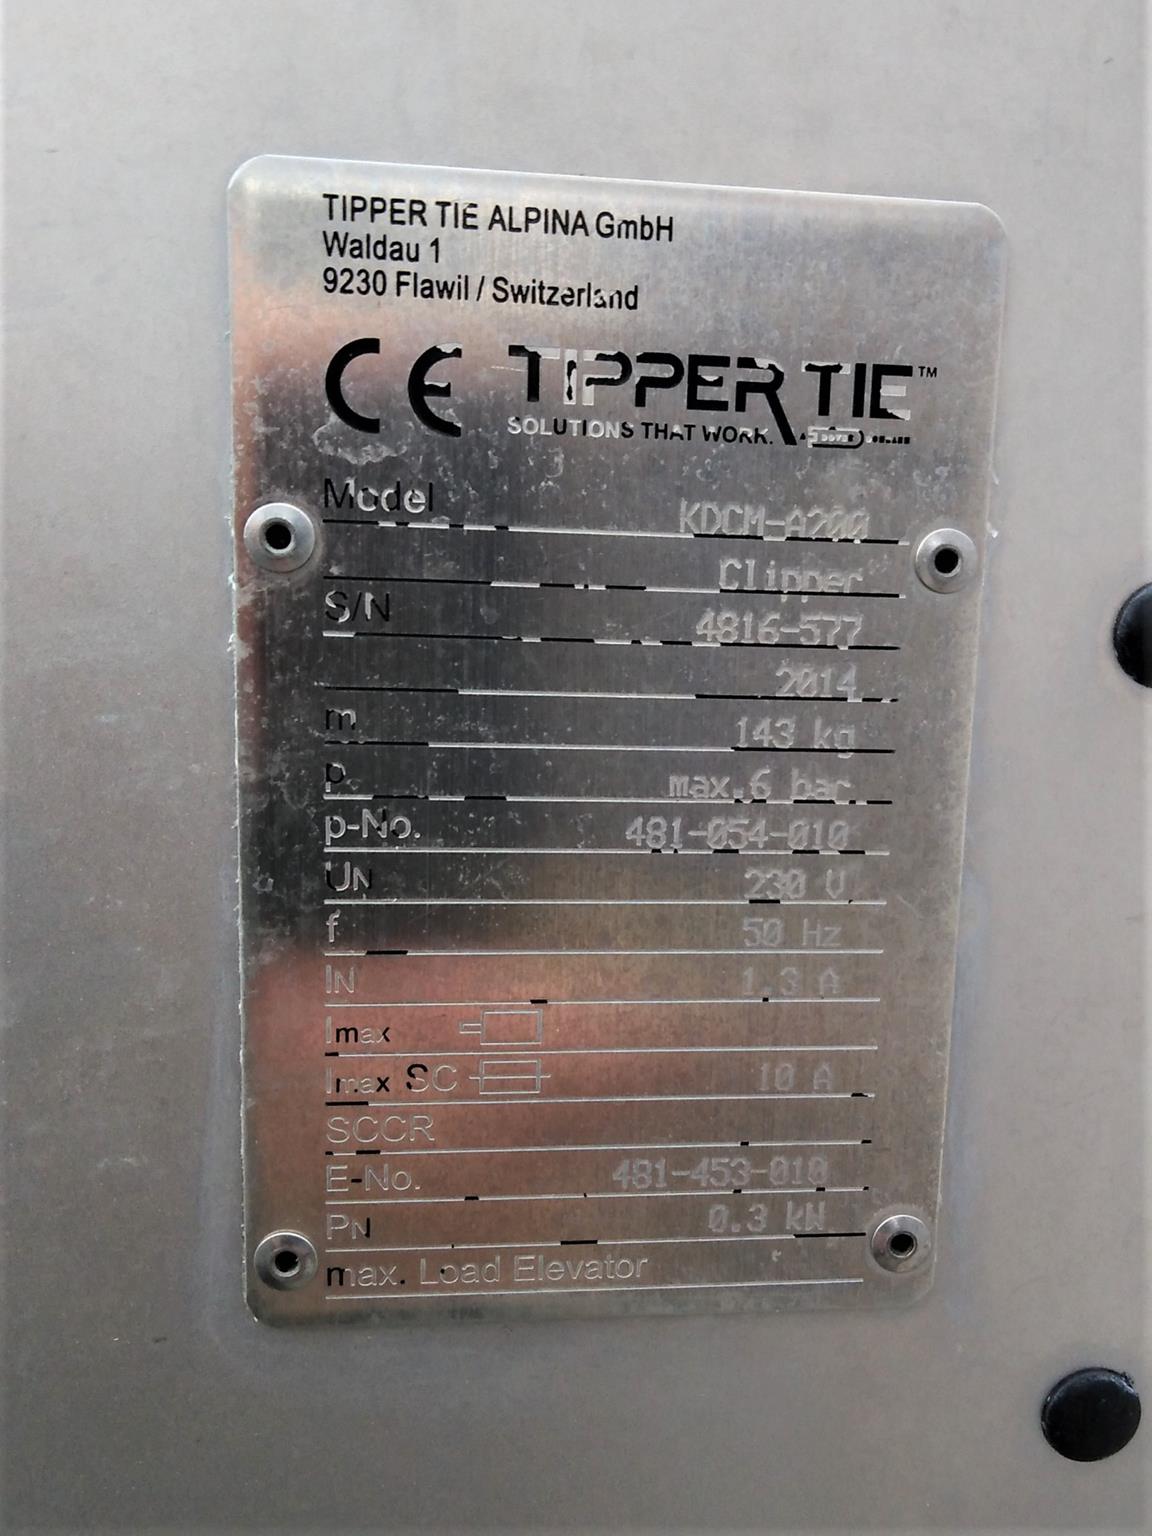 TIPPER TIE ALPINA GmbH
Waldau 1
9230 Flawil / Switzerland
CE TIPPER TIE™
SOLUTIONS THAT WORK. A DOVER COMPANY
Model KDCM-A200
Clipper
S/N 4816-577
2014
m 143 kg
p max.6 bar
p-No. 481-054-010
UN 230 V
f 50 Hz
IN 1.3 A
Imax
Imax SC 10 A
SCCR
E-No. 481-453-010
PN 0.3 kW
max. Load Elevator